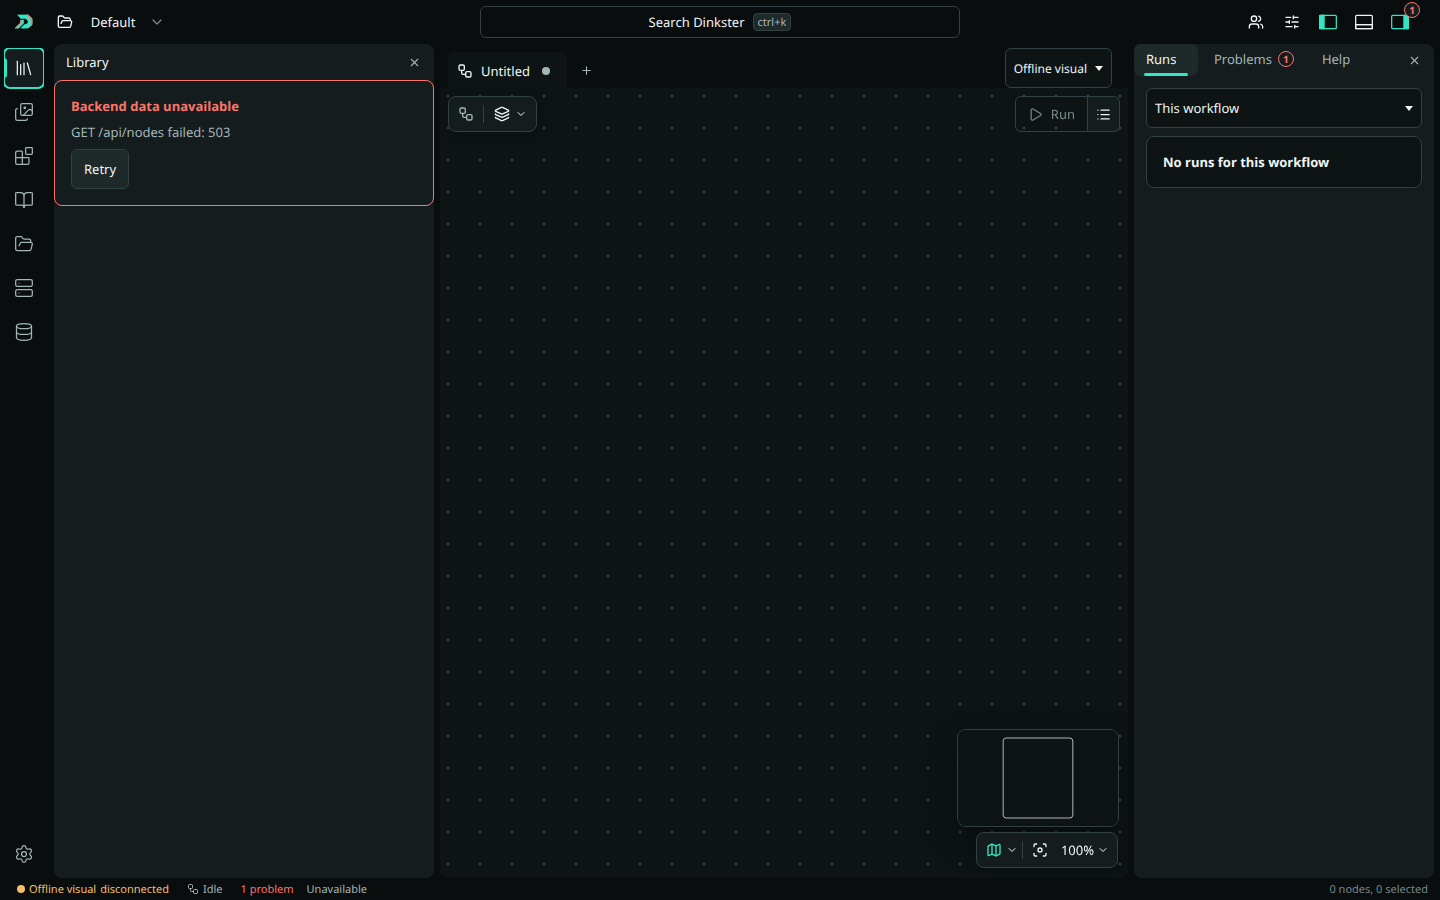 Default
Search Dinkster ctrl+k
1
Library
Backend data unavailable
GET /api/nodes failed: 503
Retry
Untitled
Offline visual
Run
100%
Runs
Problems 1
Help
This workflow
No runs for this workflow
Offline visual disconnected
Idle
1 problem
Unavailable
0 nodes, 0 selected